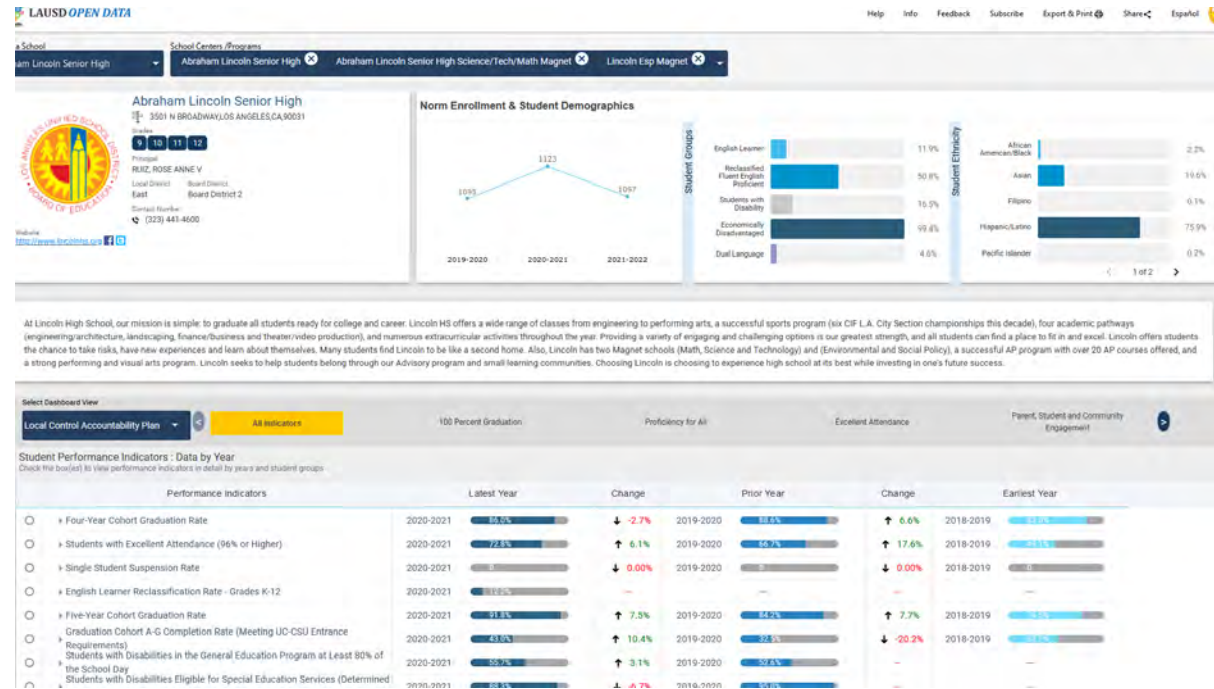 LAUSD OPEN DATA
Help Info Feedback Subscribe Export & Print Share Español
a School
School Centers /Programs
am Lincoln Senior High
Abraham Lincoln Senior High
Abraham Lincoln Senior High Science/Tech/Math Magnet
Lincoln Esp Magnet
LOS ANGELES UNIFIED SCHOOL DISTRICT
BOARD OF EDUCATION
Abraham Lincoln Senior High
3501 N BROADWAY,LOS ANGELES,CA,90031
Grades
9 10 11 12
Principal
RUIZ, ROSE ANNE V
Local District Board District
East Board District 2
Contact Number
(323) 441-4600
Website
http://www.lincolnhs.org
Norm Enrollment & Student Demographics
1095
1123
1097
2019-2020 2020-2021 2021-2022
Student Groups
English Learner 11.9%
Reclassified
Fluent English
Proficient
50.8%
Students with
Disability
16.5%
Economically
Disadvantaged
99.4%
Dual Language 4.6%
Student Ethnicity
African
American/Black
2.2%
Asian 19.6%
Filipino 0.1%
Hispanic/Latino 75.9%
Pacific Islander 0.2%
1 of 2
At Lincoln High School, our mission is simple: to graduate all students ready for college and career. Lincoln HS offers a wide range of classes from engineering to performing arts, a successful sports program (six CIF L.A. City Section championships this decade), four academic pathways
(engineering/architecture, landscaping, finance/business and theater/video production), and numerous extracurricular activities throughout the year. Providing a variety of engaging and challenging options is our greatest strength, and all students can find a place to fit in and excel. Lincoln offers students
the chance to take risks, have new experiences and learn about themselves. Many students find Lincoln to be like a second home. Also, Lincoln has two Magnet schools (Math, Science and Technology) and (Environmental and Social Policy), a successful AP program with over 20 AP courses offered, and
a strong performing and visual arts program. Lincoln seeks to help students belong through our Advisory program and small learning communities. Choosing Lincoln is choosing to experience high school at its best while investing in one's future success.
Select Dashboard View
Local Control Accountability Plan
All Indicators
100 Percent Graduation
Proficiency for All
Excellent Attendance
Parent, Student and Community
Engagement
Student Performance Indicators : Data by Year
Check the box(es) to view performance indicators in detail by years and student groups
Performance Indicators Latest Year Change Prior Year Change Earliest Year
Four-Year Cohort Graduation Rate 2020-2021 86.0% -2.7% 2019-2020 88.6% 6.6% 2018-2019
Students with Excellent Attendance (96% or Higher) 2020-2021 72.8% 6.1% 2019-2020 66.7% 17.6% 2018-2019
Single Student Suspension Rate 2020-2021 0 0.00% 2019-2020 0 0.00% 2018-2019 0
English Learner Reclassification Rate - Grades K-12 2020-2021 -- -- -- --
Five-Year Cohort Graduation Rate 2020-2021 91.8% 7.5% 2019-2020 84.2% 7.7% 2018-2019
Graduation Cohort A-G Completion Rate (Meeting UC-CSU Entrance
Requirements)
2020-2021 43.0% 10.4% 2019-2020 32.5% -20.2% 2018-2019
Students with Disabilities in the General Education Program at Least 80% of
the School Day
2020-2021 55.7% 3.1% 2019-2020 52.6% -- --
Students with Disabilities Eligible for Special Education Services (Determined
2020-2021 88.3% -6.7% 2019-2020 95.0%